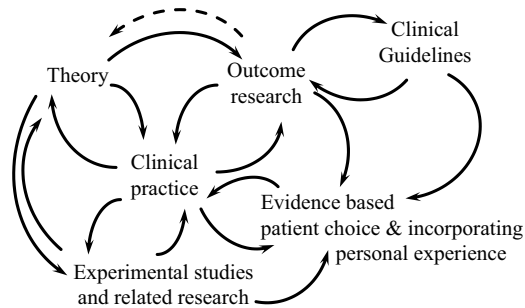 Clinical
Guidelines
Theory
Outcome
research
Clinical
practice
Evidence based
patient choice & incorporating
personal experience
Experimental studies
and related research